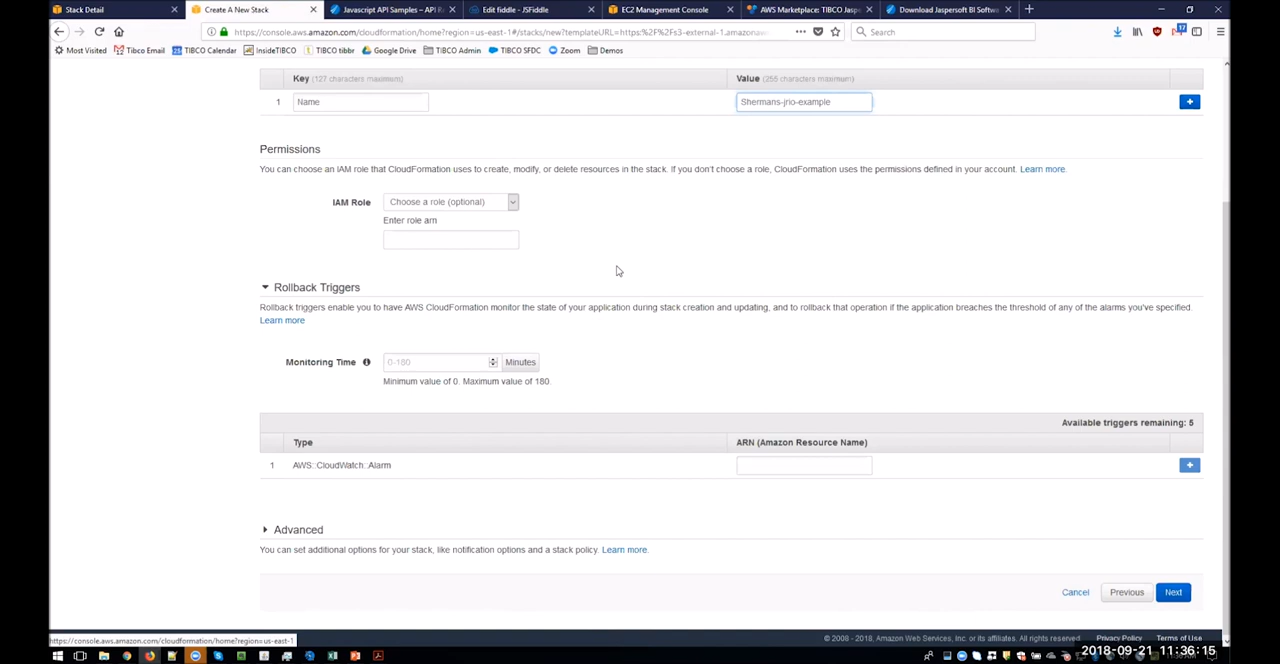 Stack Detail
Create A New Stack
Javascript API Samples – API R
Edit fiddle - JSFiddle
EC2 Management Console
AWS Marketplace: TIBCO Jaspe
Download Jaspersoft BI Softwa
https://console.aws.amazon.com/cloudformation/home?region=us-east-1#/stacks/new?templateURL=https:%2F%2Fs3-external-1.amazonaw
Search
17
Most Visited
Tibco Email
TIBCO Calendar
InsideTIBCO
TIBCO tibbr
Google Drive
TIBCO Admin
TIBCO SFDC
Zoom
Demos
Key (127 characters maximum)
Value (255 characters maximum)
1
Name
Shermans-jrio-example
Permissions
You can choose an IAM role that CloudFormation uses to create, modify, or delete resources in the stack. If you don't choose a role, CloudFormation uses the permissions defined in your account. Learn more.
IAM Role
Choose a role (optional)
Enter role arn
Rollback Triggers
Rollback triggers enable you to have AWS CloudFormation monitor the state of your application during stack creation and updating, and to rollback that operation if the application breaches the threshold of any of the alarms you've specified.
Learn more
Monitoring Time
0-180
Minutes
Minimum value of 0. Maximum value of 180.
Available triggers remaining: 5
Type
ARN (Amazon Resource Name)
1
AWS::CloudWatch::Alarm
Advanced
You can set additional options for your stack, like notification options and a stack policy. Learn more.
Cancel
Previous
Next
https://console.aws.amazon.com/cloudformation/home?region=us-east-1
© 2008 - 2018, Amazon Web Services, Inc. or its affiliates. All rights reserved.
Privacy Policy
Terms of Use
2018-09-21 11:36:15